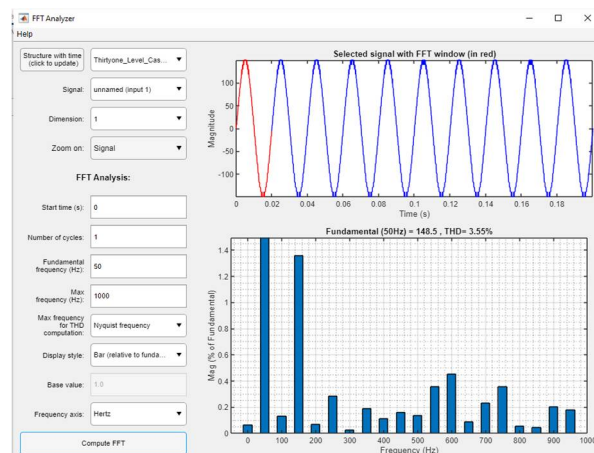 FFT Analyzer
Help
Structure with time
(click to update)
Thirtyone_Level_Cas...
Signal:
unnamed (input 1)
Dimension:
1
Zoom on:
Signal
FFT Analysis:
Start time (s):
0
Number of cycles:
1
Fundamental
frequency (Hz):
50
Max
frequency (Hz):
1000
Max frequency
for THD
computation:
Nyquist frequency
Display style:
Bar (relative to funda...
Base value:
1.0
Frequency axis:
Hertz
Compute FFT
Selected signal with FFT window (in red)
Magnitude
100
50
0
-50
-100
0 0.02 0.04 0.06 0.08 0.1 0.12 0.14 0.16 0.18
Time (s)
Fundamental (50Hz) = 148.5 , THD= 3.55%
Mag (% of Fundamental)
1.4
1.2
1
0.8
0.6
0.4
0.2
0
0 100 200 300 400 500 600 700 800 900 1000
Frequency (Hz)